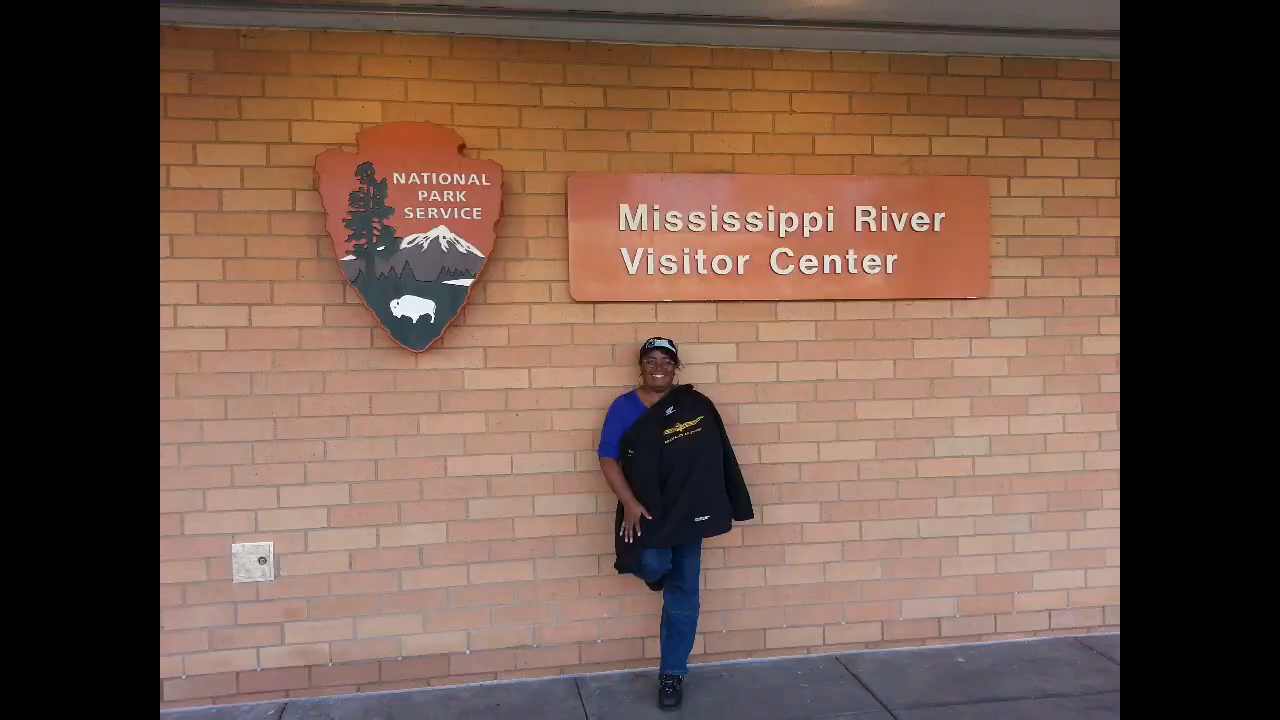 NATIONAL
PARK
SERVICE
Mississippi River
Visitor Center